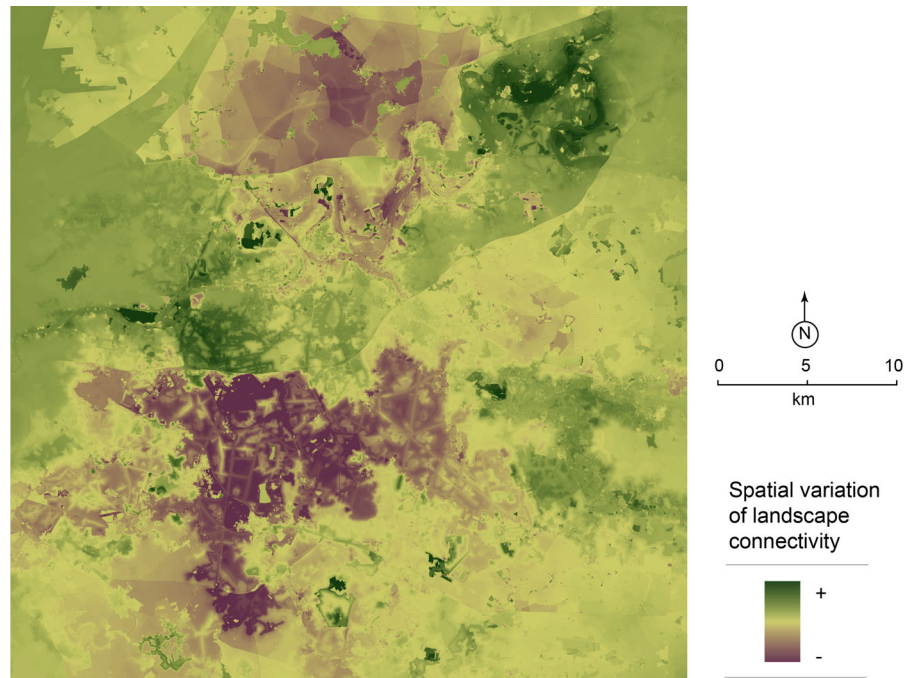 N
0 5 10
km
Spatial variation
of landscape
connectivity
+
-